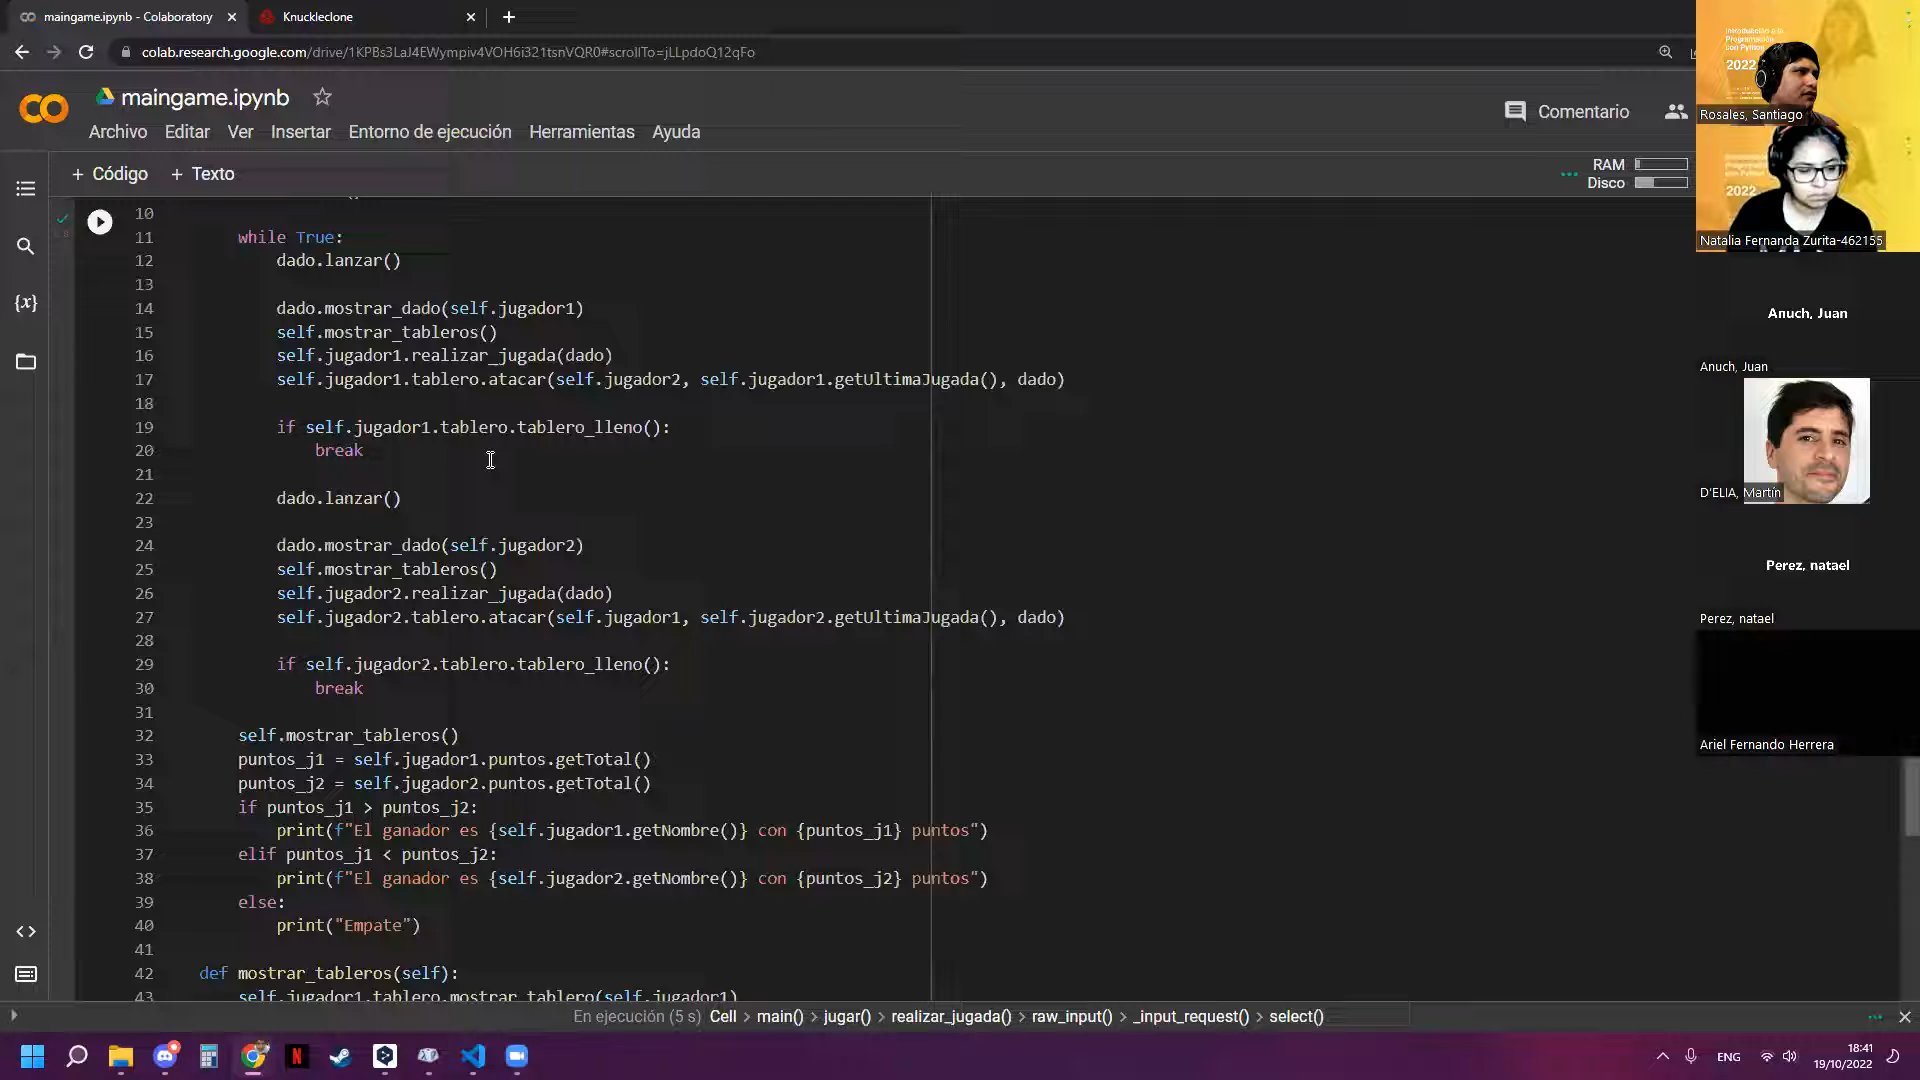 maingame.ipynb - Colaboratory
Knuckleclone
colab.research.google.com/drive/1KPBs3LaJ4EWympiv4VOH6i321tsnVQR0#scrollTo=jLLpdoQ12qFo
maingame.ipynb
Archivo Editar Ver Insertar Entorno de ejecución Herramientas Ayuda
Comentario
+ Código + Texto
RAM
Disco
10
11 while True:
12 dado.lanzar()
13
14 dado.mostrar_dado(self.jugador1)
15 self.mostrar_tableros()
16 self.jugador1.realizar_jugada(dado)
17 self.jugador1.tablero.atacar(self.jugador2, self.jugador1.getUltimaJugada(), dado)
18
19 if self.jugador1.tablero.tablero_lleno():
20 break
21
22 dado.lanzar()
23
24 dado.mostrar_dado(self.jugador2)
25 self.mostrar_tableros()
26 self.jugador2.realizar_jugada(dado)
27 self.jugador2.tablero.atacar(self.jugador1, self.jugador2.getUltimaJugada(), dado)
28
29 if self.jugador2.tablero.tablero_lleno():
30 break
31
32 self.mostrar_tableros()
33 puntos_j1 = self.jugador1.puntos.getTotal()
34 puntos_j2 = self.jugador2.puntos.getTotal()
35 if puntos_j1 > puntos_j2:
36 print(f"El ganador es {self.jugador1.getNombre()} con {puntos_j1} puntos")
37 elif puntos_j1 < puntos_j2:
38 print(f"El ganador es {self.jugador2.getNombre()} con {puntos_j2} puntos")
39 else:
40 print("Empate")
41
42 def mostrar_tableros(self):
43 self.jugador1.tablero.mostrar_tablero(self.jugador1)
En ejecución (5 s) Cell > main() > jugar() > realizar_jugada() > raw_input() > _input_request() > select()
Introducción a la
Programación
con Python
2022
Rosales, Santiago
2022
Natalia Fernanda Zurita-462155
Anuch, Juan
Anuch, Juan
D'ELIA, Martín
Perez, natael
Perez, natael
Ariel Fernando Herrera
ENG
18:41
19/10/2022